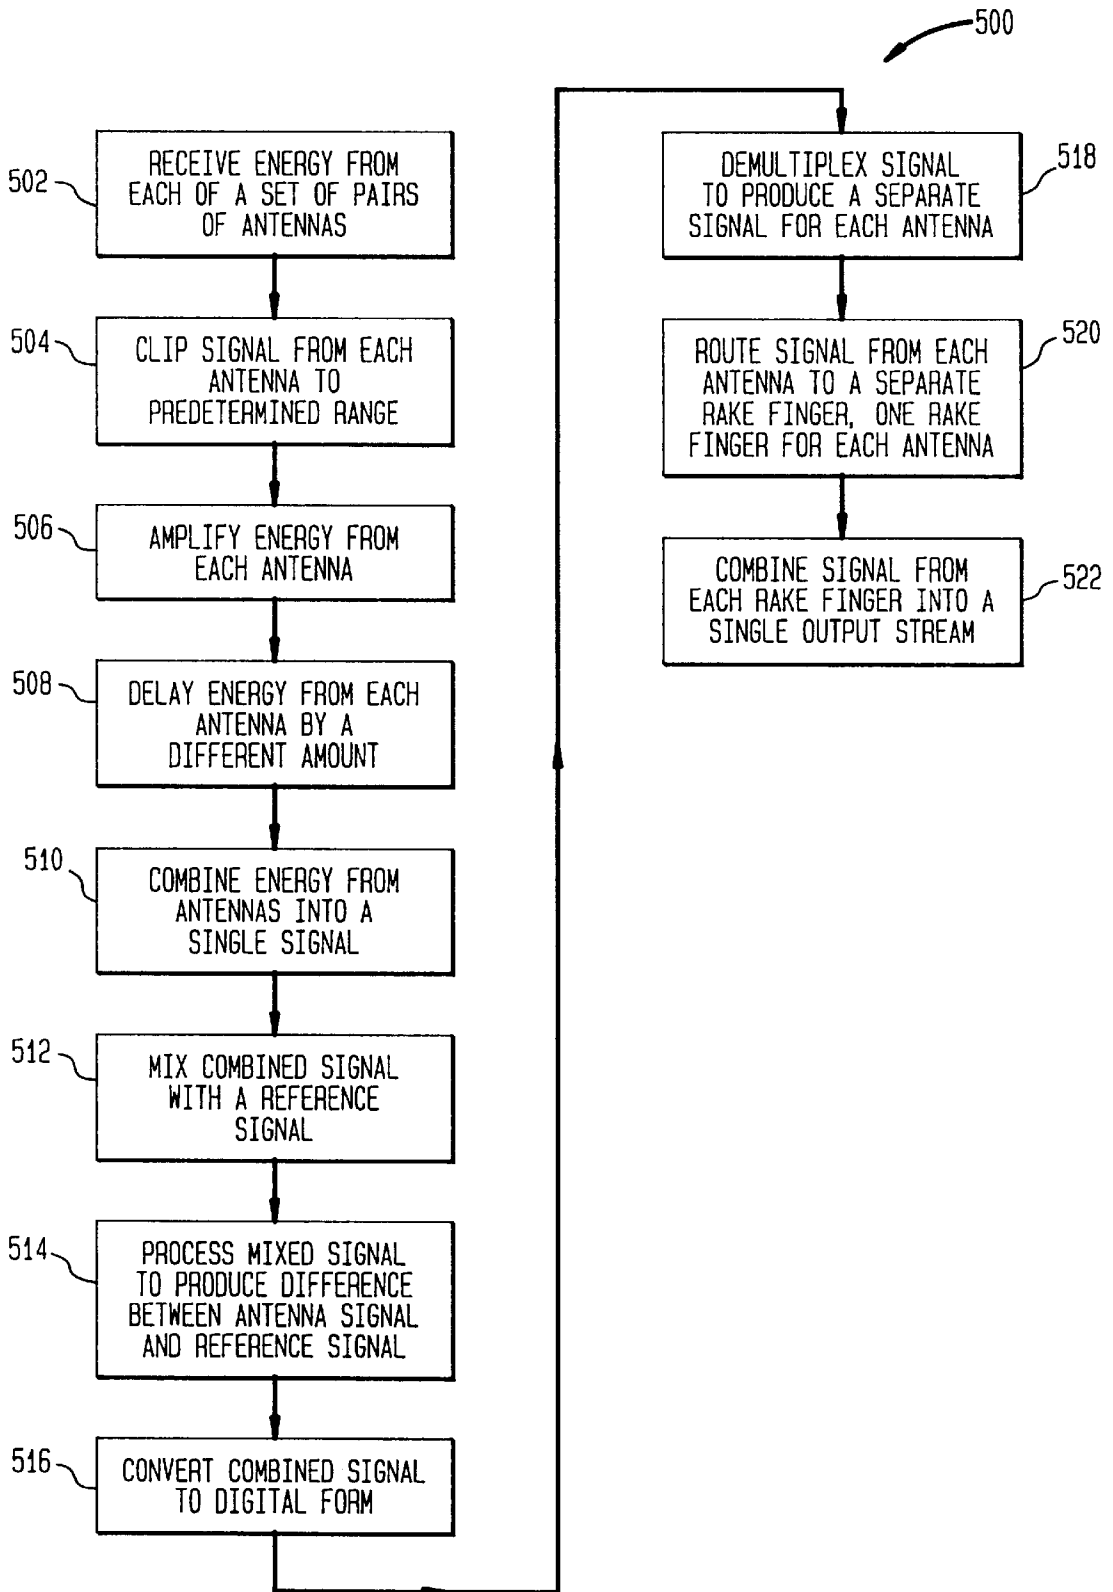 500
502
RECEIVE ENERGY FROM
EACH OF A SET OF PAIRS
OF ANTENNAS
504
CLIP SIGNAL FROM EACH
ANTENNA TO
PREDETERMINED RANGE
506
AMPLIFY ENERGY FROM
EACH ANTENNA
508
DELAY ENERGY FROM EACH
ANTENNA BY A
DIFFERENT AMOUNT
510
COMBINE ENERGY FROM
ANTENNAS INTO A
SINGLE SIGNAL
512
MIX COMBINED SIGNAL
WITH A REFERENCE
SIGNAL
514
PROCESS MIXED SIGNAL
TO PRODUCE DIFFERENCE
BETWEEN ANTENNA SIGNAL
AND REFERENCE SIGNAL
516
CONVERT COMBINED SIGNAL
TO DIGITAL FORM
518
DEMULTIPLEX SIGNAL
TO PRODUCE A SEPARATE
SIGNAL FOR EACH ANTENNA
520
ROUTE SIGNAL FROM EACH
ANTENNA TO A SEPARATE
RAKE FINGER, ONE RAKE
FINGER FOR EACH ANTENNA
522
COMBINE SIGNAL FROM
EACH RAKE FINGER INTO A
SINGLE OUTPUT STREAM